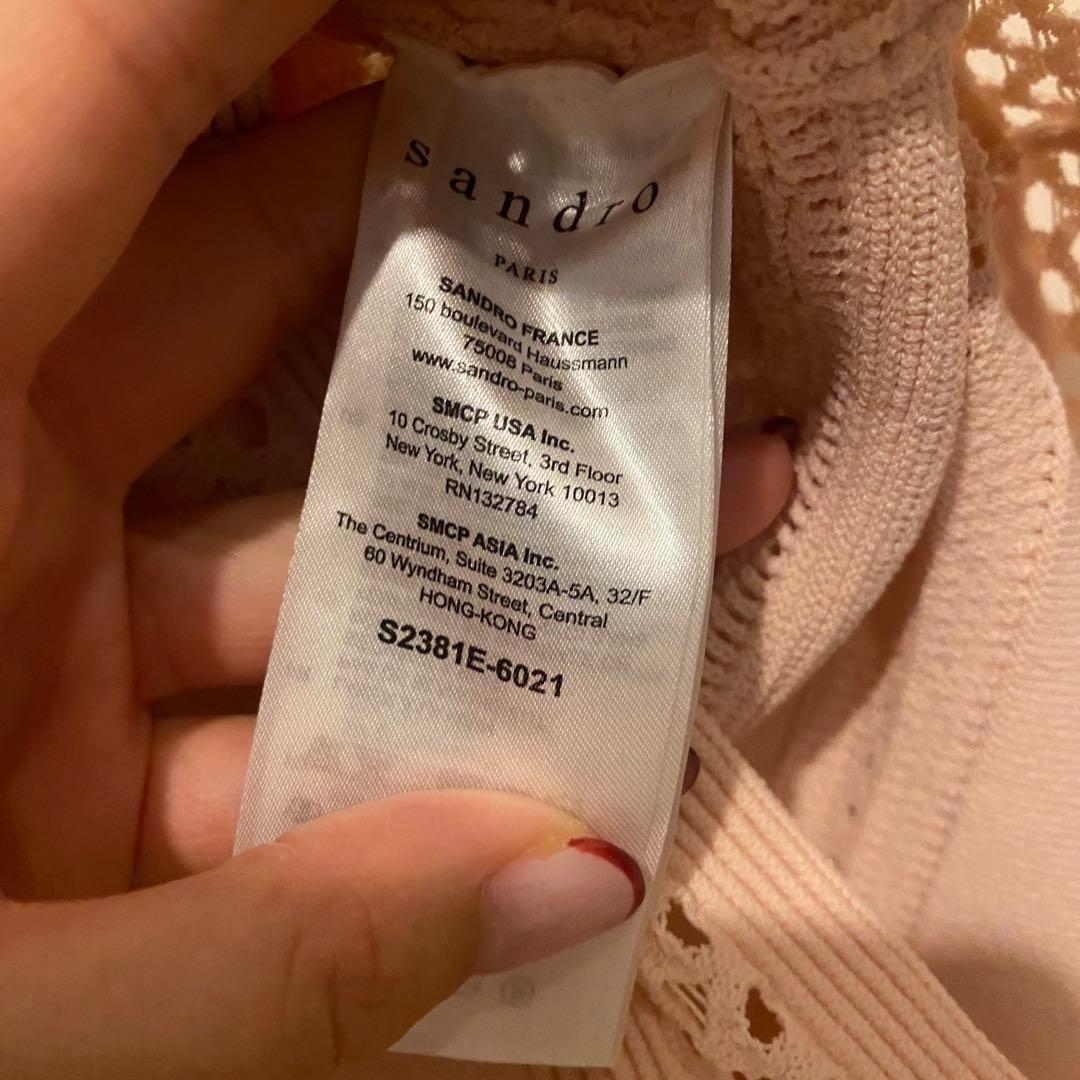 sandro
PARIS
SANDRO FRANCE
150 boulevard Haussmann
75008 Paris
www.sandro-paris.com
SMCP USA Inc.
10 Crosby Street, 3rd Floor
New York, New York 10013
RN132784
SMCP ASIA Inc.
The Centrium, Suite 3203A-5A, 32/F
60 Wyndham Street, Central
HONG-KONG
S2381E-6021